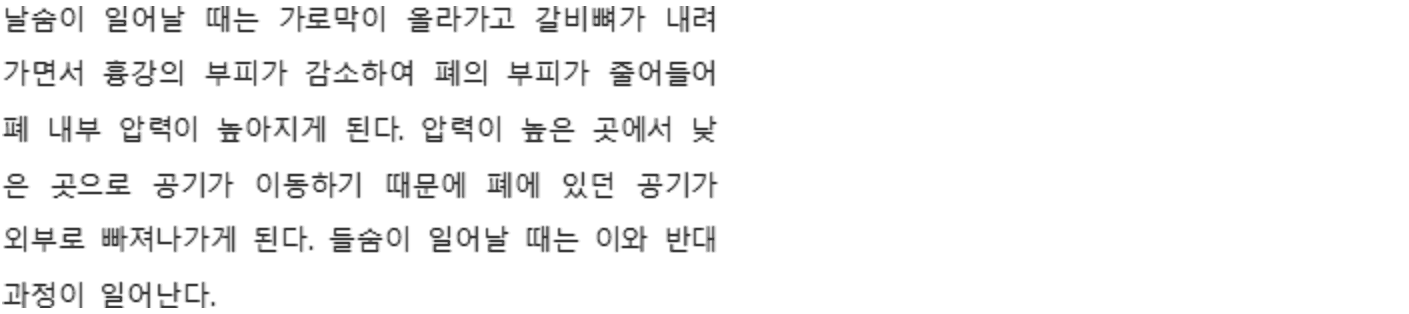 날숨이 일어날 때는 가로막이 올라가고 갈비뼈가 내려
가면서 흉강의 부피가 감소하여 폐의 부피가 줄어들어
폐 내부 압력이 높아지게 된다. 압력이 높은 곳에서 낮
은 곳으로 공기가 이동하기 때문에 폐에 있던 공기가
외부로 빠져나가게 된다. 들숨이 일어날 때는 이와 반대
과정이 일어난다.